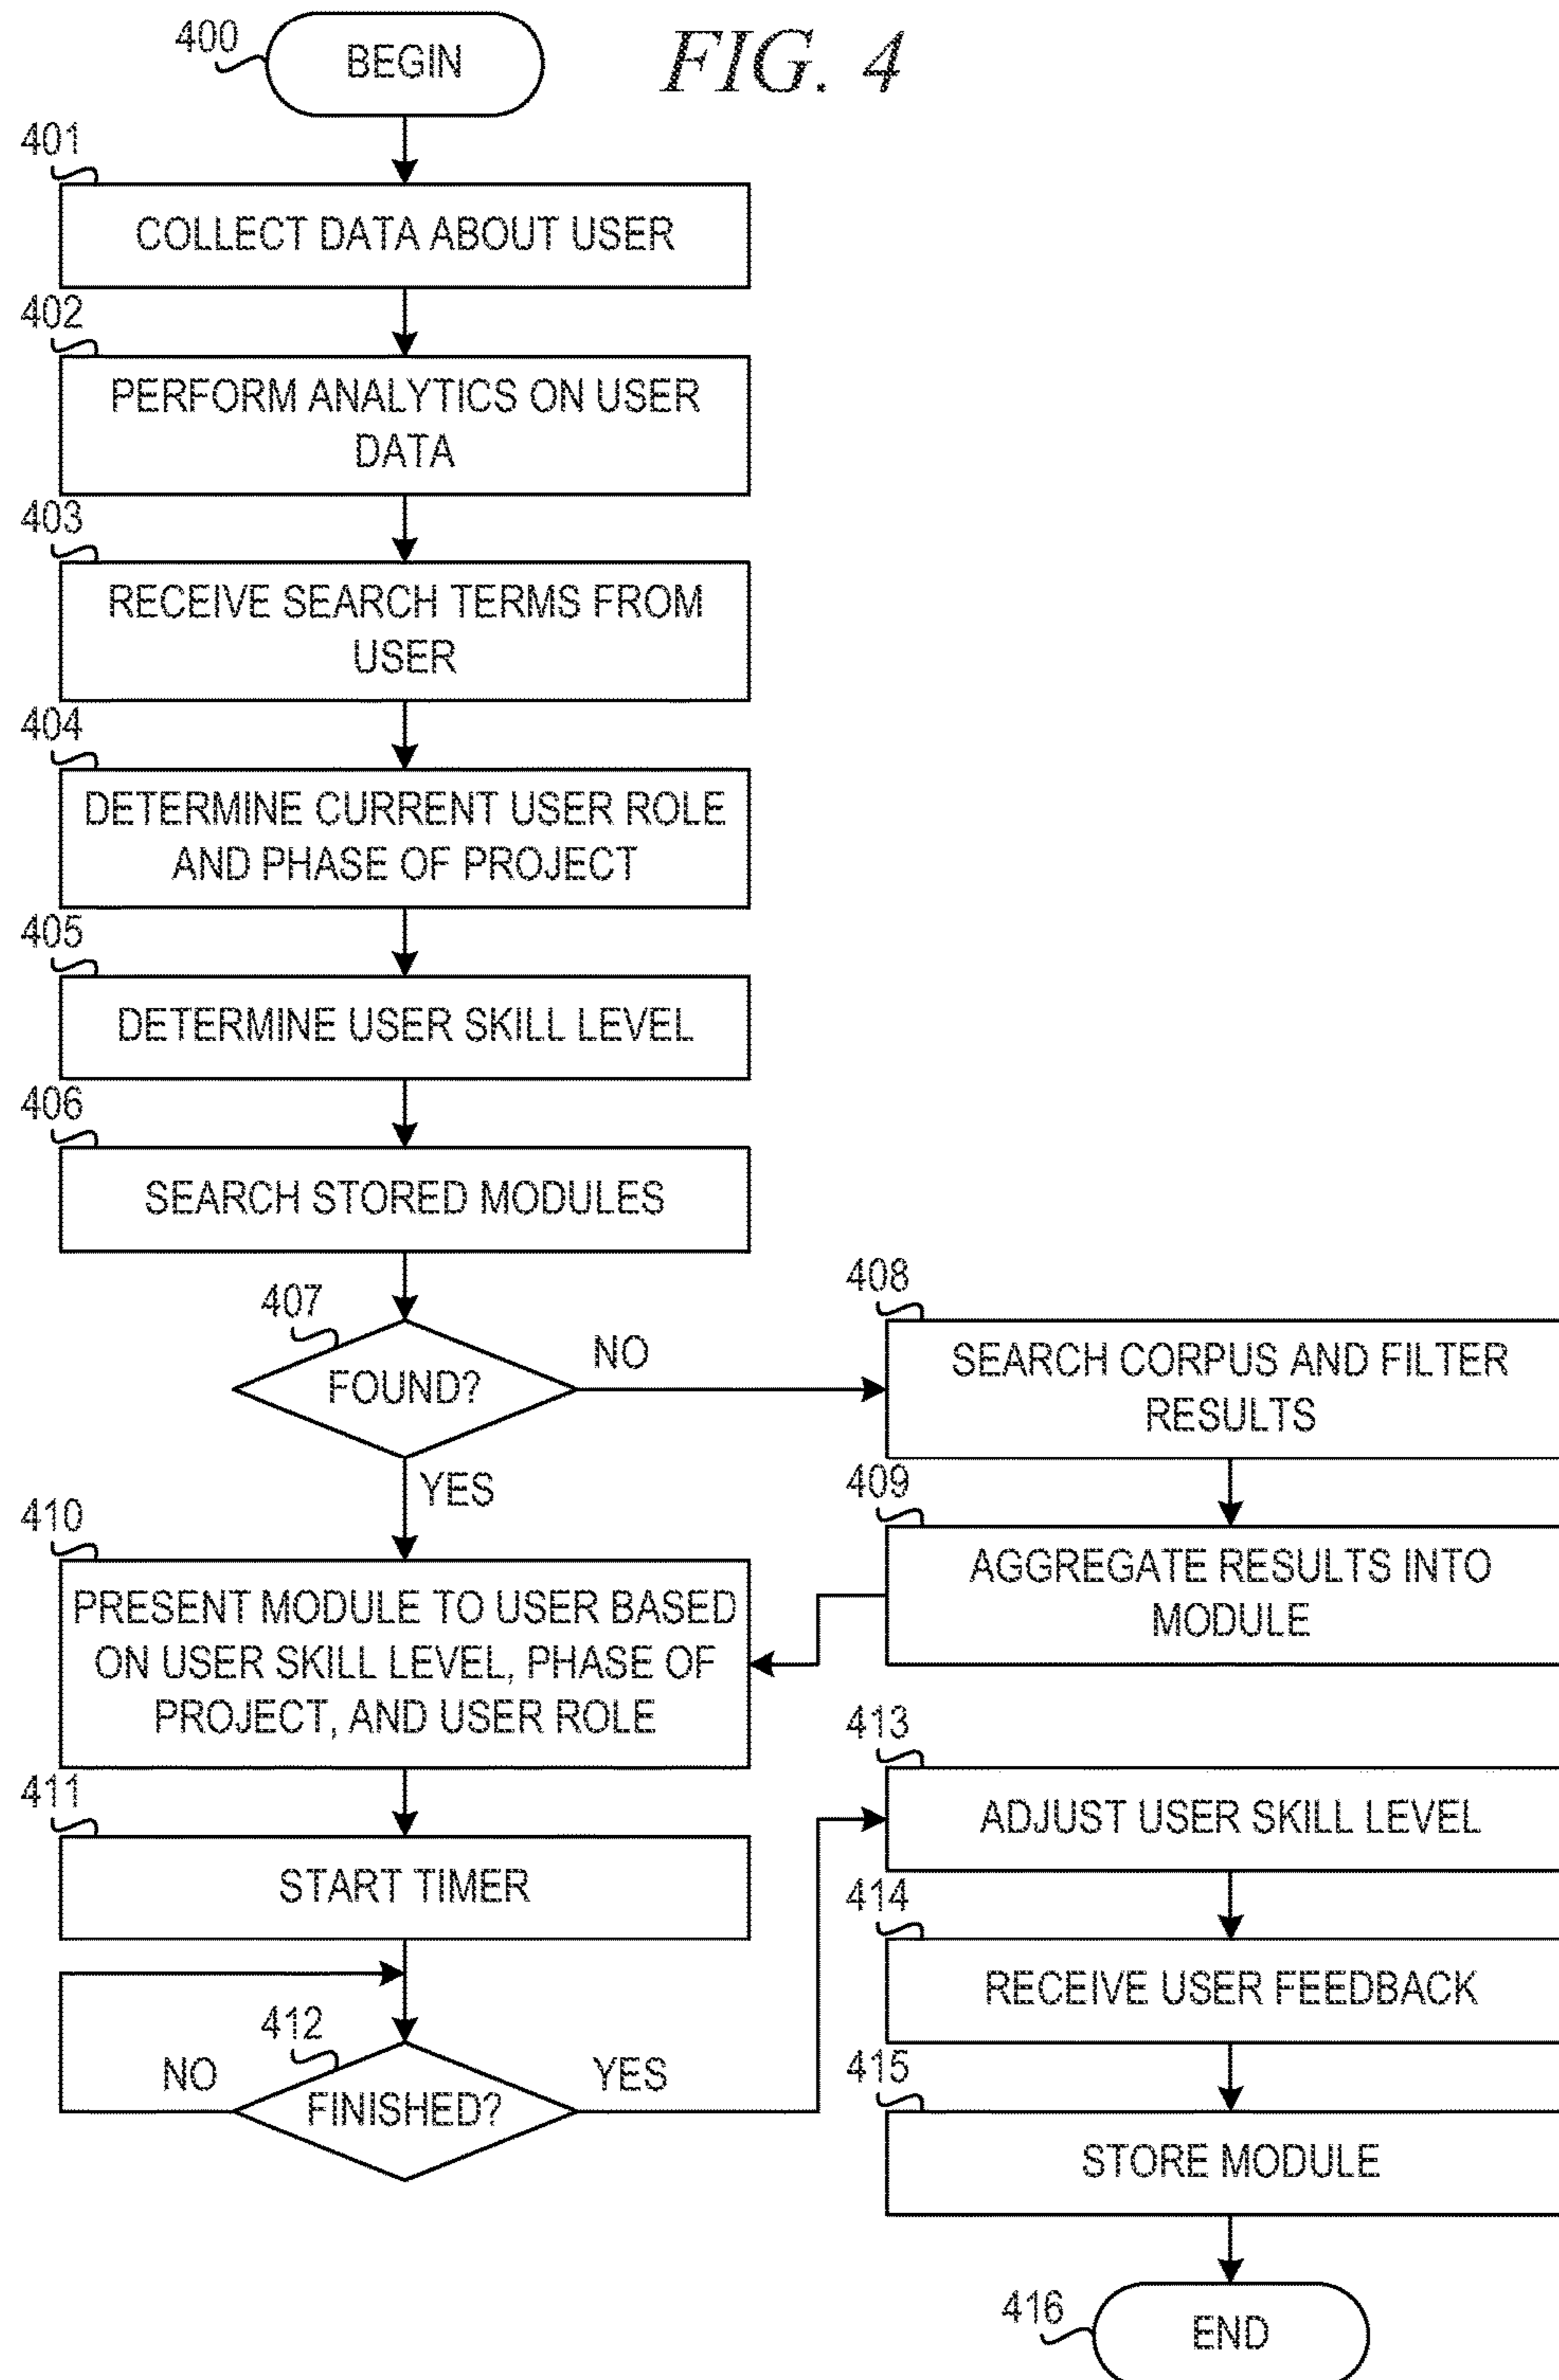 FIG. 4
400
BEGIN
401
COLLECT DATA ABOUT USER
402
PERFORM ANALYTICS ON USER
DATA
403
RECEIVE SEARCH TERMS FROM
USER
404
DETERMINE CURRENT USER ROLE
AND PHASE OF PROJECT
405
DETERMINE USER SKILL LEVEL
406
SEARCH STORED MODULES
407
FOUND?
NO
YES
408
SEARCH CORPUS AND FILTER
RESULTS
409
AGGREGATE RESULTS INTO
MODULE
410
PRESENT MODULE TO USER BASED
ON USER SKILL LEVEL, PHASE OF
PROJECT, AND USER ROLE
411
START TIMER
412
FINISHED?
NO
YES
413
ADJUST USER SKILL LEVEL
414
RECEIVE USER FEEDBACK
415
STORE MODULE
416
END